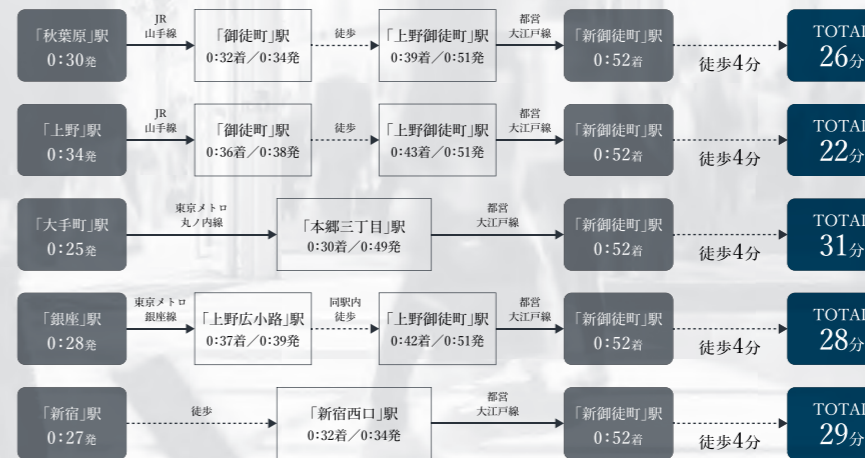 「秋葉原」駅
0:30発
JR
山手線
「御徒町」駅
0:32着／0:34発
徒歩
「上野御徒町」駅
0:39着／0:51発
都営
大江戸線
「新御徒町」駅
0:52着
徒歩4分
TOTAL
26分
「上野」駅
0:34発
JR
山手線
「御徒町」駅
0:36着／0:38発
徒歩
「上野御徒町」駅
0:43着／0:51発
都営
大江戸線
「新御徒町」駅
0:52着
徒歩4分
TOTAL
22分
「大手町」駅
0:25発
東京メトロ
丸ノ内線
「本郷三丁目」駅
0:30着／0:49発
都営
大江戸線
「新御徒町」駅
0:52着
徒歩4分
TOTAL
31分
「銀座」駅
0:28発
東京メトロ
銀座線
「上野広小路」駅
0:37着／0:39発
同駅内
徒歩
「上野御徒町」駅
0:42着／0:51発
都営
大江戸線
「新御徒町」駅
0:52着
徒歩4分
TOTAL
28分
「新宿」駅
0:27発
徒歩
「新宿西口」駅
0:32着／0:34発
都営
大江戸線
「新御徒町」駅
0:52着
徒歩4分
TOTAL
29分